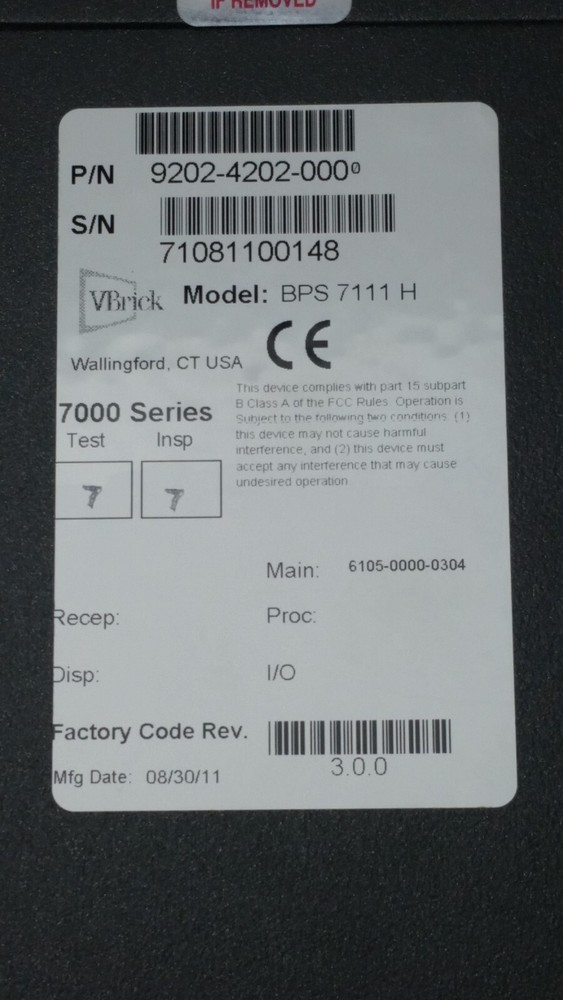 IF REMOVED
P/N 9202-4202-0000
S/N
71081100148
VBrick Model: BPS 7111 H
CE
Wallingford, CT USA
This device complies with part 15 subpart
B Class A of the FCC Rules Operation is
Subject to the following two conditions (1)
this device may not cause harmful
interference, and (2) this device must
accept any interference that may cause
undesired operation
7000 Series
Test Insp
7 7
Main: 6105-0000-0304
Recep: Proc:
Disp: I/O
Factory Code Rev.
3.0.0
Mfg Date: 08/30/11